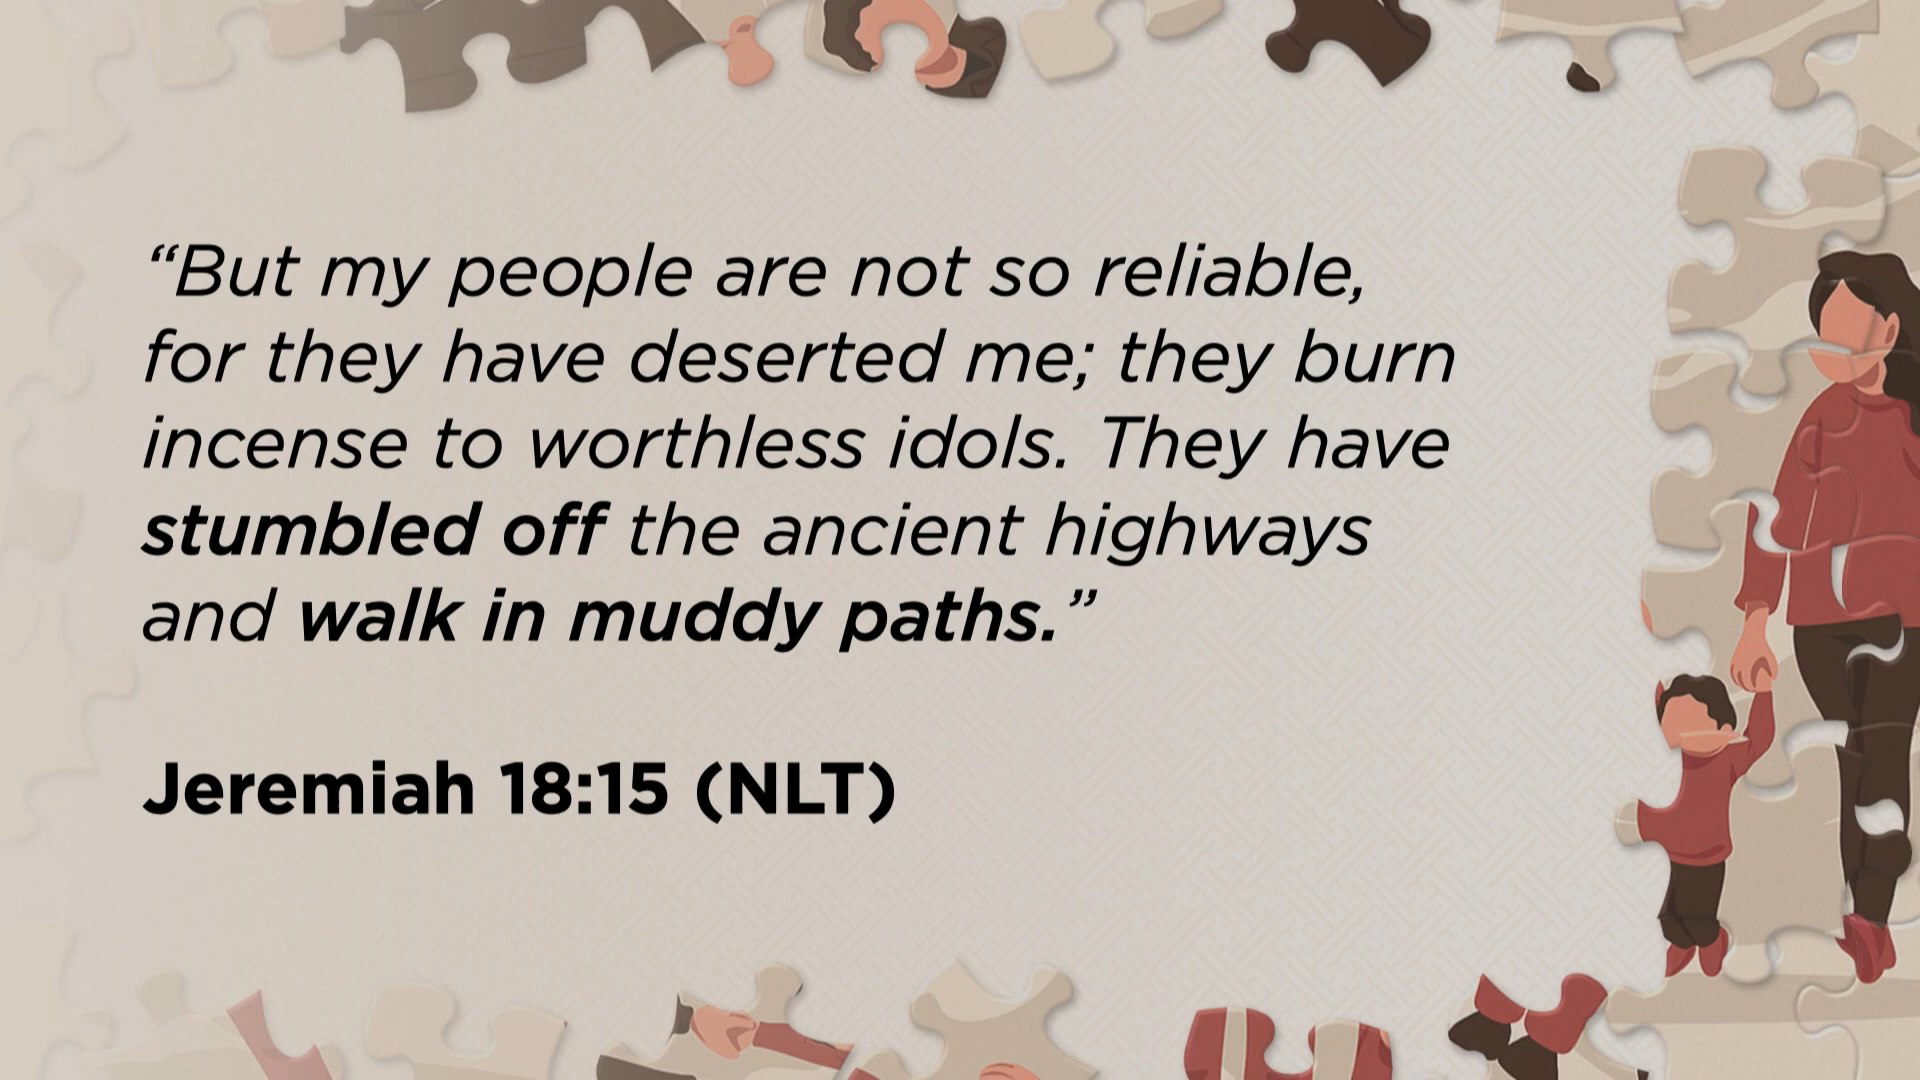 “But my people are not so reliable,
for they have deserted me; they burn
incense to worthless idols. They have
stumbled off the ancient highways
and walk in muddy paths.”
Jeremiah 18:15 (NLT)